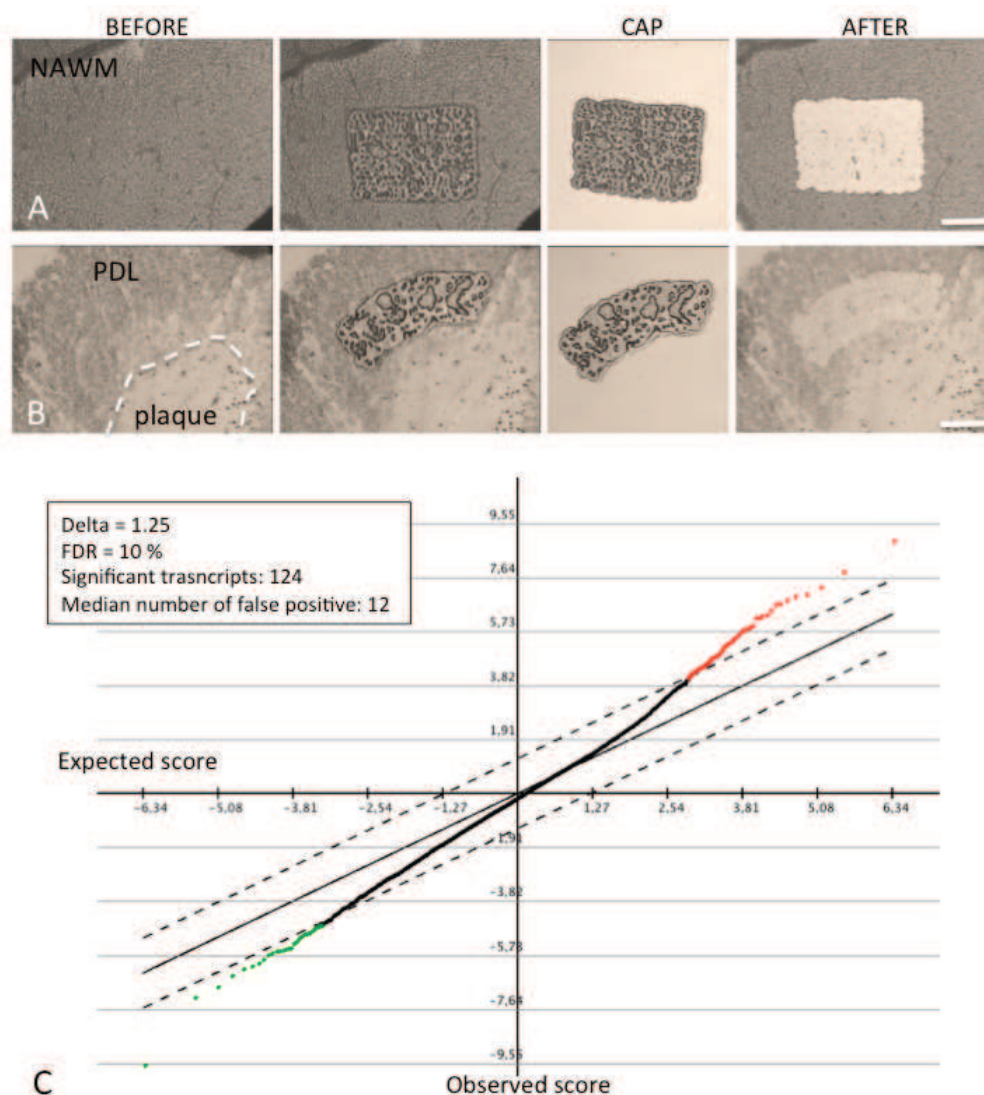 BEFORE CAP AFTER
NAWM
A
PDL
plaque
B
Delta = 1.25
FDR = 10 %
Significant trasncripts: 124
Median number of false positive: 12
9,55
7,64
5,73
3,82
1,91
Expected score
-6,34 -5,08 -3,81 -2,54 -1,27 1,27 2,54 3,81 5,08 6,34
-1,91
-3,82
-5,73
-7,64
-9,55
C
Observed score